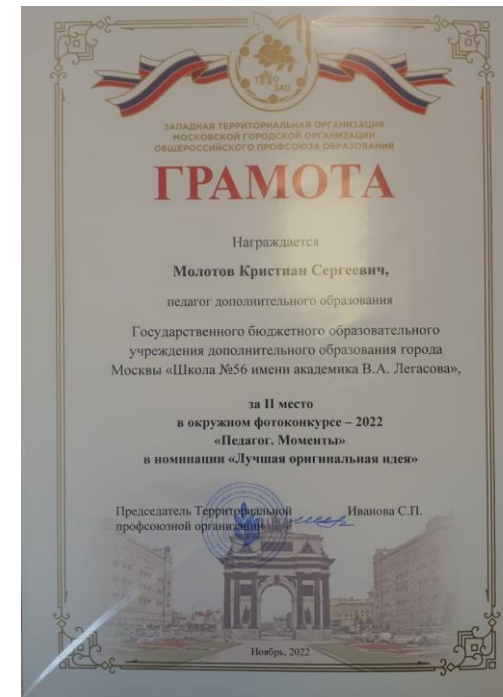 ТПО
ЗАО
ЗАПАДНАЯ ТЕРРИТОРИАЛЬНАЯ ОРГАНИЗАЦИЯ
МОСКОВСКОЙ ГОРОДСКОЙ ОРГАНИЗАЦИИ
ОБЩЕРОССИЙСКОГО ПРОФСОЮЗА ОБРАЗОВАНИЯ
ГРАМОТА
Награждается
Молотов Кристиан Сергеевич,
педагог дополнительного образования
Государственного бюджетного образовательного
учреждения дополнительного образования города
Москвы «Школа №56 имени академика В.А. Легасова»,
за II место
в окружном фотоконкурсе – 2022
«Педагог. Моменты»
в номинации «Лучшая оригинальная идея»
Председатель Территориальной Иванова С.П.
профсоюзной организации
Ноябрь, 2022